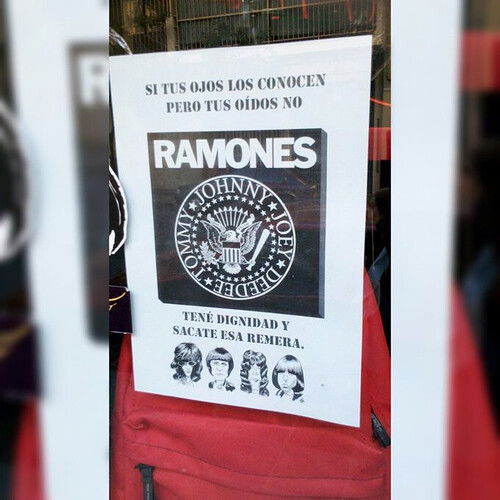 SI TUS OJOS LOS CONOCEN
PERO TUS OÍDOS NO
RAMONES
JOHNNY ★ JOEY ★ DEEDEE ★ TOMMY ★
TENÉ DIGNIDAD Y
SACATE ESA REMERA.